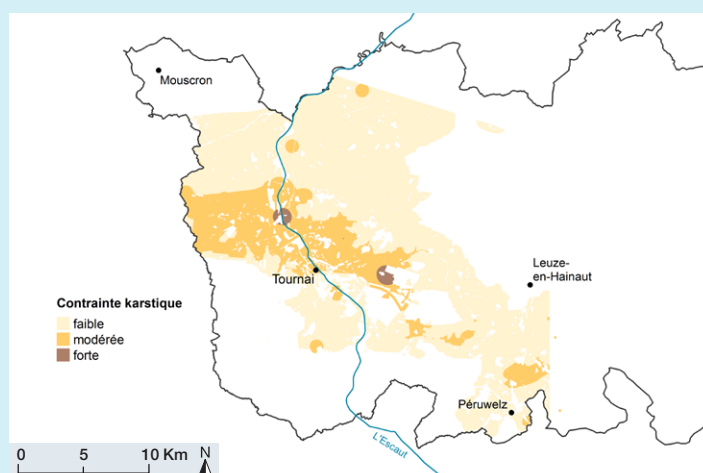 Mouscron
Tournai
Leuze-
en-Hainaut
Contrainte karstique
faible
modérée
forte
Péruwelz
L'Escaut
0 5 10 Km N